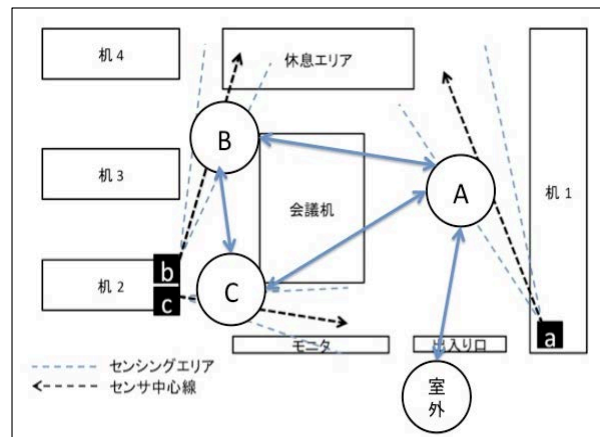 机 4
休息エリア
B
机 3
会議机
A
机 1
b
机 2
c
C
a
モニタ
出入り口
センシングエリア
センサ中心線
室
外